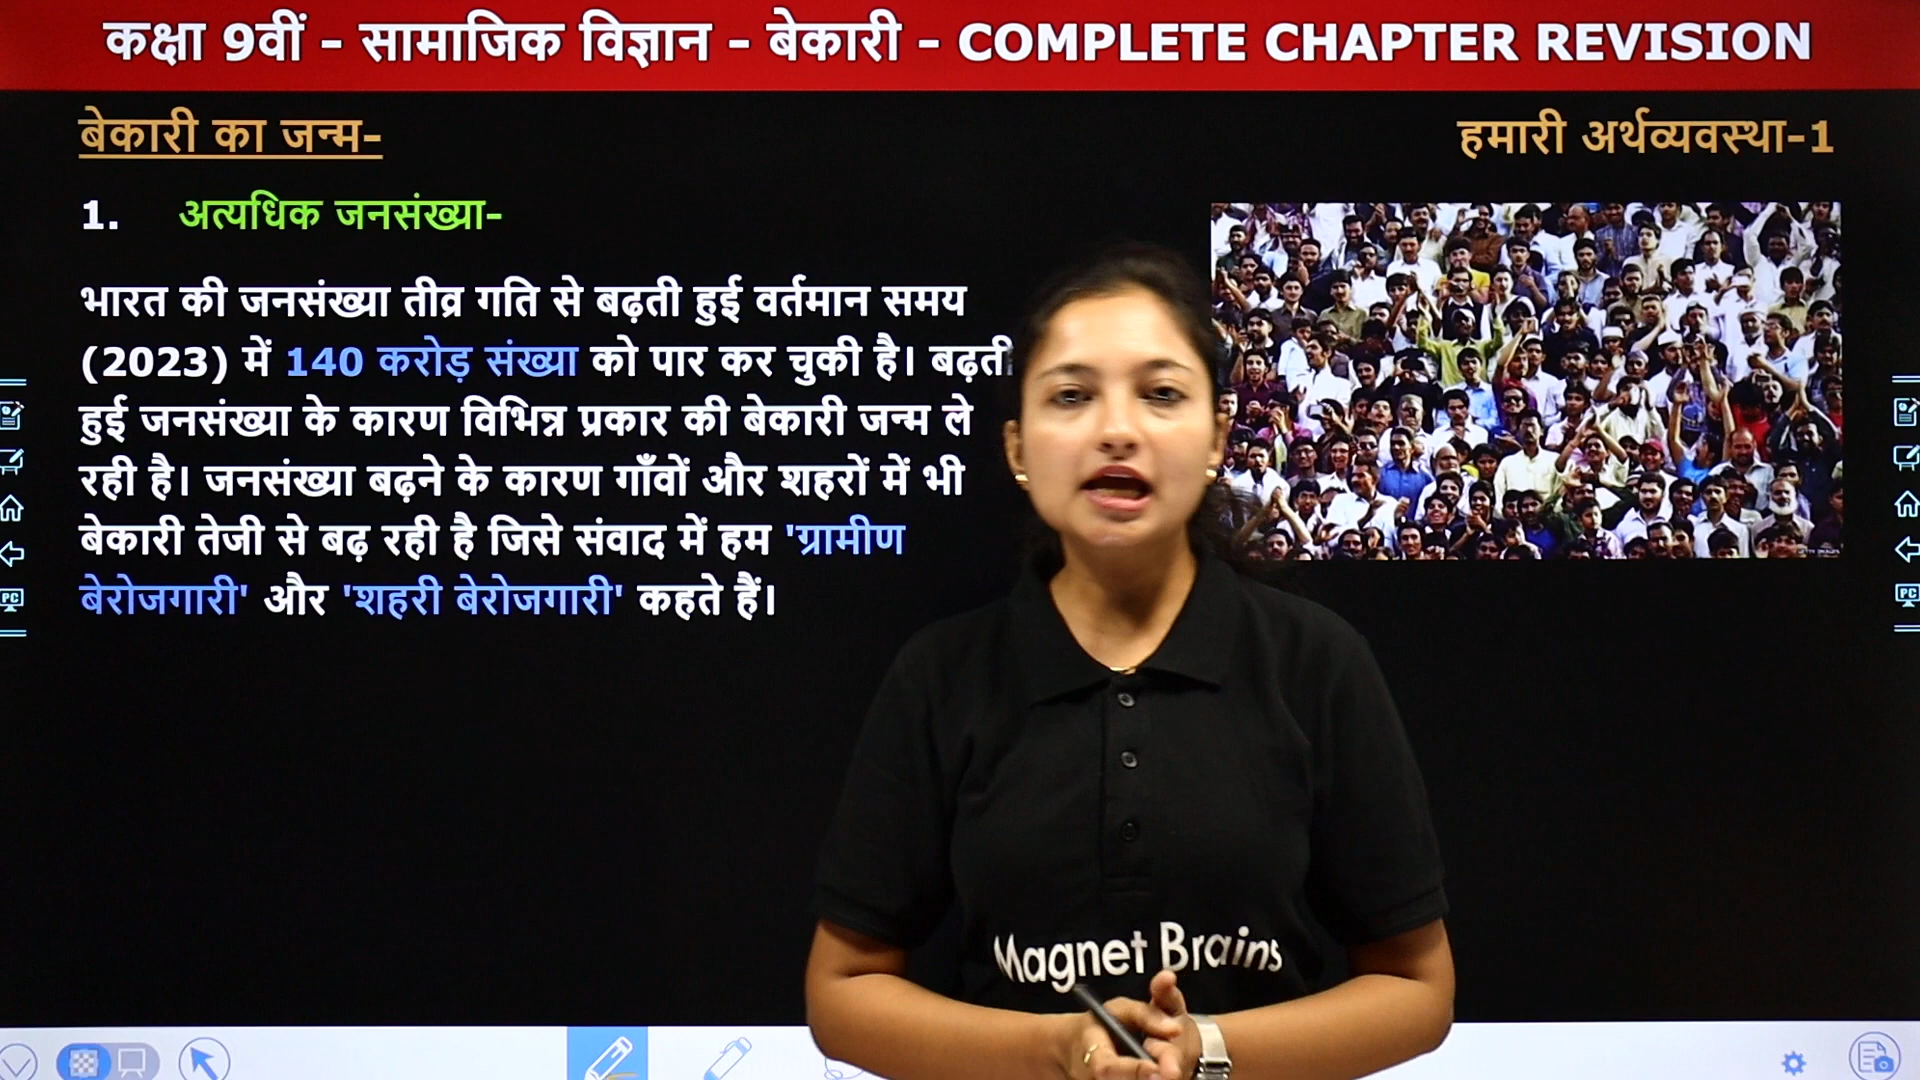 कक्षा 9वीं - सामाजिक विज्ञान - बेकारी - COMPLETE CHAPTER REVISION
बेकारी का जन्म-
हमारी अर्थव्यवस्था-1
1. अत्यधिक जनसंख्या-
भारत की जनसंख्या तीव्र गति से बढ़ती हुई वर्तमान समय
(2023) में 140 करोड़ संख्या को पार कर चुकी है। बढ़ती
हुई जनसंख्या के कारण विभिन्न प्रकार की बेकारी जन्म ले
रही है। जनसंख्या बढ़ने के कारण गाँवों और शहरों में भी
बेकारी तेजी से बढ़ रही है जिसे संवाद में हम 'ग्रामीण
बेरोजगारी' और 'शहरी बेरोजगारी' कहते हैं।
PC
PC
Magnet Brains